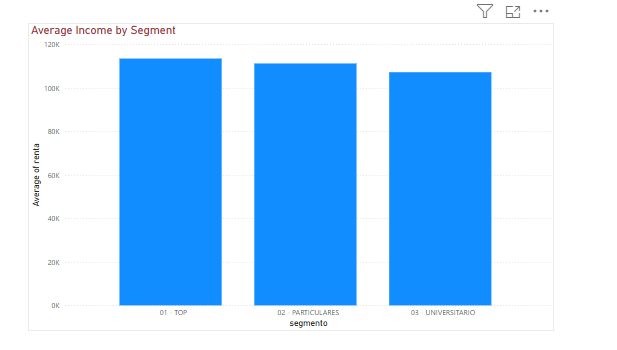 Average Income by Segment
120K
100K
80K
60K
40K
20K
0K
Average of renta
01 - TOP
02 - PARTICULARES
03 - UNIVERSITARIO
segmento